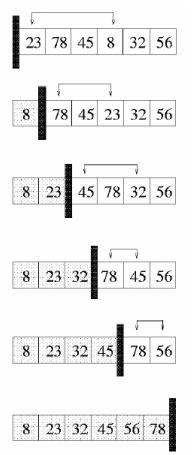 23 78 45 8 32 56
8 78 45 23 32 56
8 23 45 78 32 56
8 23 32 78 45 56
8 23 32 45 78 56
8 23 32 45 56 78